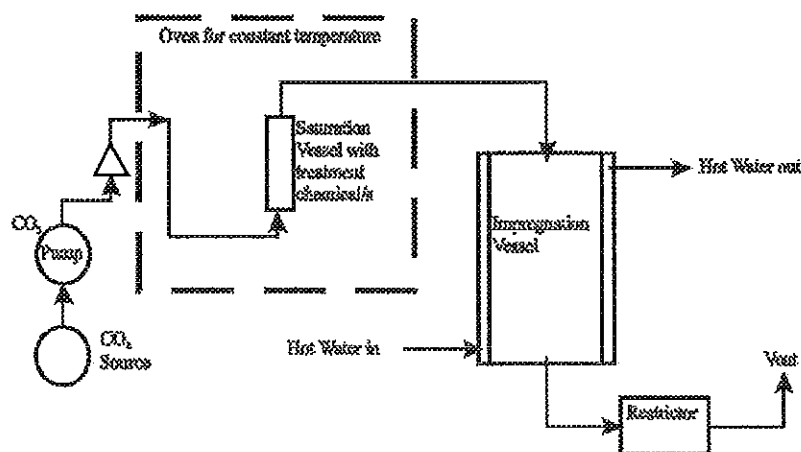 Oven for constant temperature
Saturation
Vessel with
treatment
chemical/s
Hot Water out
CO₂
Pump
Impregnation
Vessel
CO₂
Source
Hot Water in
Vout
Restrictor